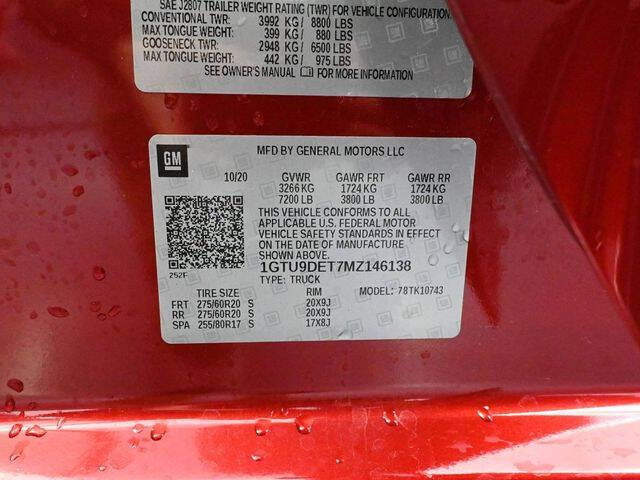 SAE J2807 TRAILER WEIGHT RATING (TWR) FOR VEHICLE CONFIGURATION.
CONVENTIONAL TWR: 3992 KG / 8800 LBS
MAX TONGUE WT: 399 KG / 880 LBS
GOOSENECK TWR: 2948 KG / 6500 LBS
MAX TONGUE WT: 442 KG / 975 LBS
SEE OWNER'S MANUAL FOR MORE INFORMATION
GM
MFD BY GENERAL MOTORS LLC
10/20 GVWR GAWR FRT GAWR RR
3266 KG 1724 KG 1724 KG
7200 LB 3800 LB 3800 LB
THIS VEHICLE CONFORMS TO ALL
APPLICABLE U.S. FEDERAL MOTOR
VEHICLE SAFETY STANDARDS IN EFFECT
ON THE DATE OF MANUFACTURE
SHOWN ABOVE.
252F
1GTU9DET7MZ146138
TYPE: TRUCK MODEL: 78TK10743
TIRE SIZE RIM
FRT 275/60R20 S 20X9J
RR 275/60R20 S 20X9J
SPA 255/80R17 S 17X8J